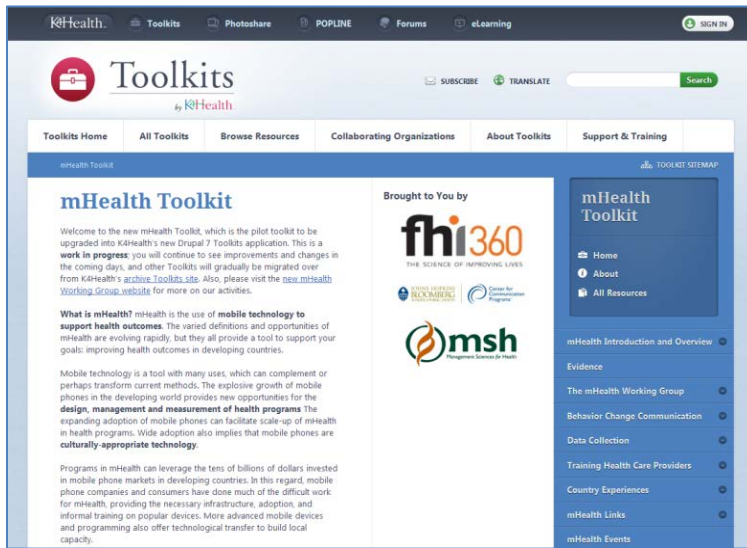 K4Health. Toolkits Photoshare POPLINE Forums eLearning SIGN IN
Toolkits
by K4Health
SUBSCRIBE TRANSLATE Search
Toolkits Home All Toolkits Browse Resources Collaborating Organizations About Toolkits Support & Training
mHealth Toolkit TOOLKIT SITEMAP
mHealth Toolkit
Welcome to the new mHealth Toolkit, which is the pilot toolkit to be
upgraded into K4Health's new Drupal 7 Toolkits application. This is a
work in progress; you will continue to see improvements and changes in
the coming days, and other Toolkits will gradually be migrated over
from K4Health's archive Toolkits site. Also, please visit the new mHealth
Working Group website for more on our activities.
What is mHealth? mHealth is the use of mobile technology to
support health outcomes. The varied definitions and opportunities of
mHealth are evolving rapidly, but they all provide a tool to support your
goals: improving health outcomes in developing countries.
Mobile technology is a tool with many uses, which can complement or
perhaps transform current methods. The explosive growth of mobile
phones in the developing world provides new opportunities for the
design, management and measurement of health programs The
expanding adoption of mobile phones can facilitate scale-up of mHealth
in health programs. Wide adoption also implies that mobile phones are
culturally-appropriate technology.
Programs in mHealth can leverage the tens of billions of dollars invested
in mobile phone markets in developing countries. In this regard, mobile
phone companies and consumers have done much of the difficult work
for mHealth, providing the necessary infrastructure, adoption, and
informal training on popular devices. More advanced mobile devices
and programming also offer technological transfer to build local
capacity.
Brought to You by
fhi360
THE SCIENCE OF IMPROVING LIVES
JOHNS HOPKINS
BLOOMBERG
Center for
Communication
Programs
msh
Management Sciences for Health
mHealth
Toolkit
Home
About
All Resources
mHealth Introduction and Overview
Evidence
The mHealth Working Group
Behavior Change Communication
Data Collection
Training Health Care Providers
Country Experiences
mHealth Links
mHealth Events